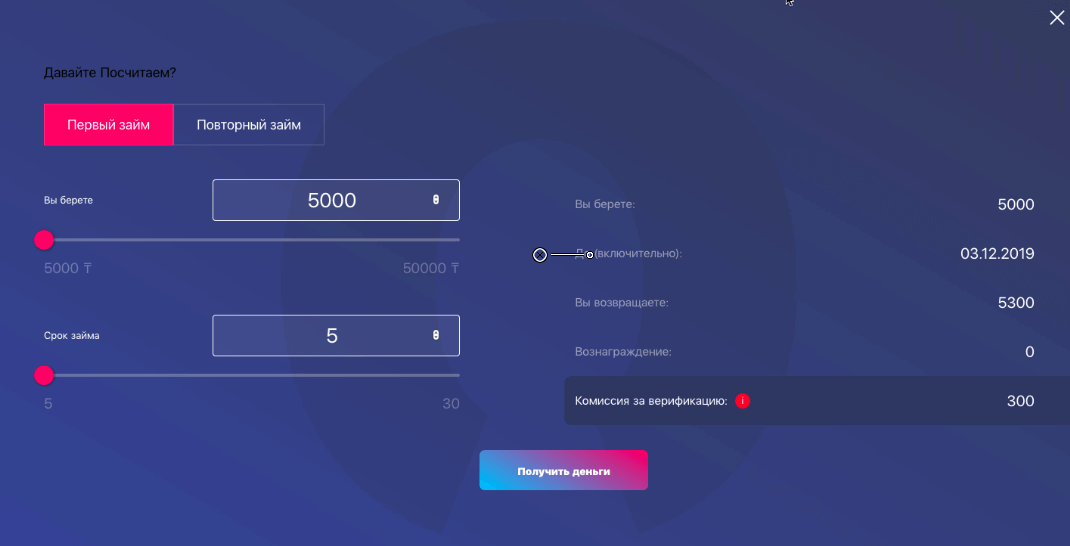 Давайте Посчитаем?
Первый займ
Повторный займ
Вы берете
5000
5000 ₸
50000 ₸
Срок займа
5
5
30
Вы берете:
5000
До (включительно):
03.12.2019
Вы возвращаете:
5300
Вознаграждение:
0
Комиссия за верификацию:
i
300
Получить деньги